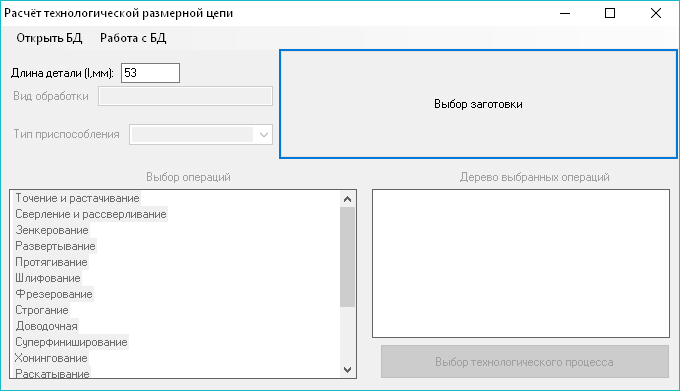 Расчёт технологической размерной цепи
Открыть БД Работа с БД
Длина детали (l,мм): 53
Вид обработки
Выбор заготовки
Тип приспособления
Выбор операций
Дерево выбранных операций
Точение и растачивание
Сверление и рассверливание
Зенкерование
Развертывание
Протягивание
Шлифование
Фрезерование
Строгание
Доводочная
Суперфиниширование
Хонингование
Раскатывание
Выбор технологического процесса